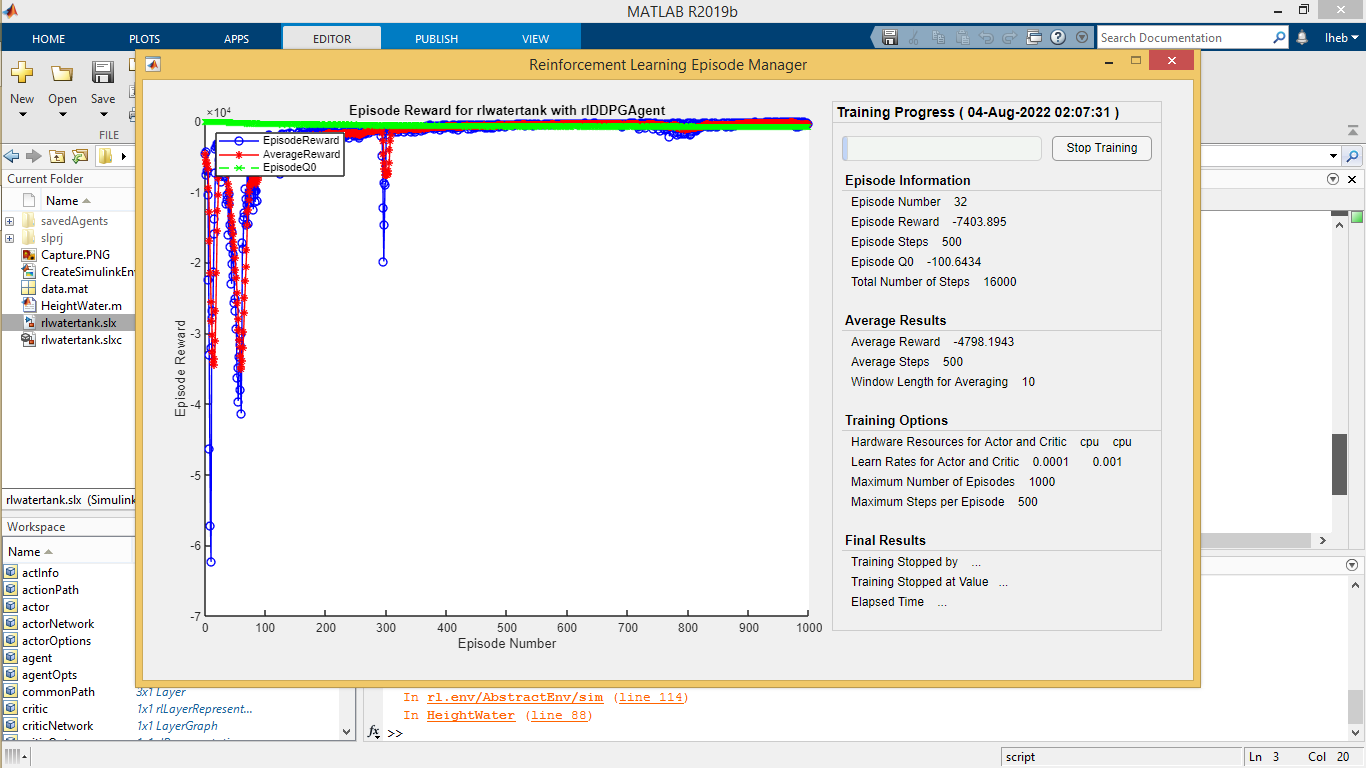 MATLAB R2019b
HOME PLOTS APPS EDITOR PUBLISH VIEW
Search Documentation
Iheb
New Open Save
FILE
Reinforcement Learning Episode Manager
Current Folder
Name
savedAgents
slprj
Capture.PNG
CreateSimulinkEnv
data.mat
HeightWater.m
rlwatertank.slx
rlwatertank.slxc
rlwatertank.slx (Simulink
Workspace
Name
actInfo
actionPath
actor
actorNetwork
actorOptions
agent
agentOpts
commonPath 3x1 Layer
critic 1x1 rlLayerRepresent...
criticNetwork 1x1 LayerGraph
×10⁴
Episode Reward for rlwatertank with rlDDPGAgent
EpisodeReward
AverageReward
EpisodeQ0
0
-1
-2
-3
-4
-5
-6
-7
Episode Reward
0 100 200 300 400 500 600 700 800 900 1000
Episode Number
Training Progress ( 04-Aug-2022 02:07:31 )
Stop Training
Episode Information
Episode Number 32
Episode Reward -7403.895
Episode Steps 500
Episode Q0 -100.6434
Total Number of Steps 16000
Average Results
Average Reward -4798.1943
Average Steps 500
Window Length for Averaging 10
Training Options
Hardware Resources for Actor and Critic cpu cpu
Learn Rates for Actor and Critic 0.0001 0.001
Maximum Number of Episodes 1000
Maximum Steps per Episode 500
Final Results
Training Stopped by ...
Training Stopped at Value ...
Elapsed Time ...
In rl.env/AbstractEnv/sim (line 114)
In HeightWater (line 88)
fx >>
script
Ln 3 Col 20